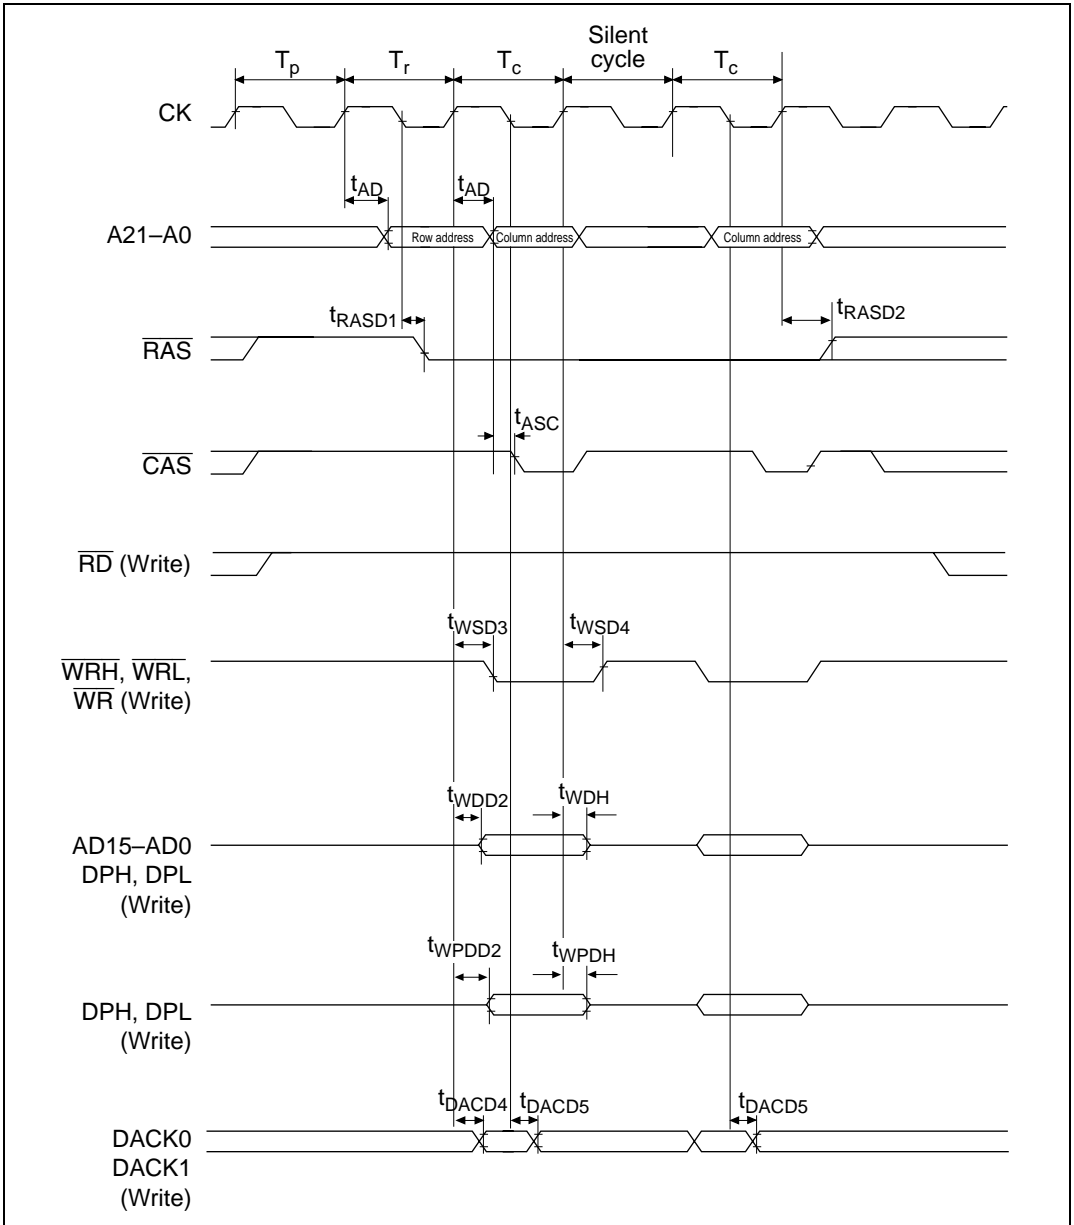 Silent
Tp Tr Tc cycle Tc
CK
tAD tAD
A21–A0 Row address Column address Column address
tRASD1 tRASD2
RAS
tASC
CAS
RD (Write)
tWSD3 tWSD4
WRH, WRL,
WR (Write)
tWDD2 tWDH
AD15–AD0
DPH, DPL
(Write)
tWPDD2 tWPDH
DPH, DPL
(Write)
tDACD4 tDACD5 tDACD5
DACK0
DACK1
(Write)